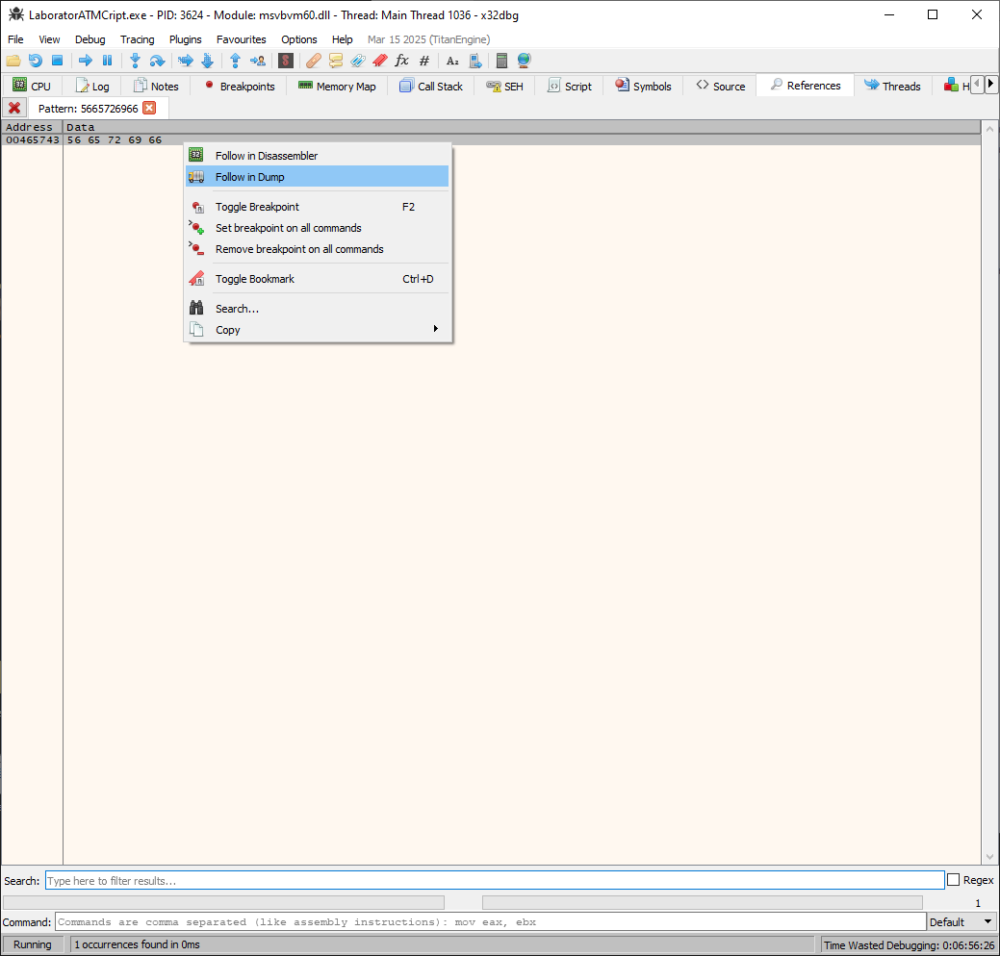 LaboratorATMCript.exe - PID: 3624 - Module: msvbvm60.dll - Thread: Main Thread 1036 - x32dbg
File View Debug Tracing Plugins Favourites Options Help Mar 15 2025 (TitanEngine)
CPU Log Notes Breakpoints Memory Map Call Stack SEH Script Symbols Source References Threads H
Pattern: 5665726966
Address Data
00465743 56 65 72 69 66
Follow in Disassembler
Follow in Dump
Toggle Breakpoint F2
Set breakpoint on all commands
Remove breakpoint on all commands
Toggle Bookmark Ctrl+D
Search...
Copy
Search: Type here to filter results... Regex
1
Command: Commands are comma separated (like assembly instructions): mov eax, ebx Default
Running 1 occurrences found in 0ms Time Wasted Debugging: 0:06:56:26